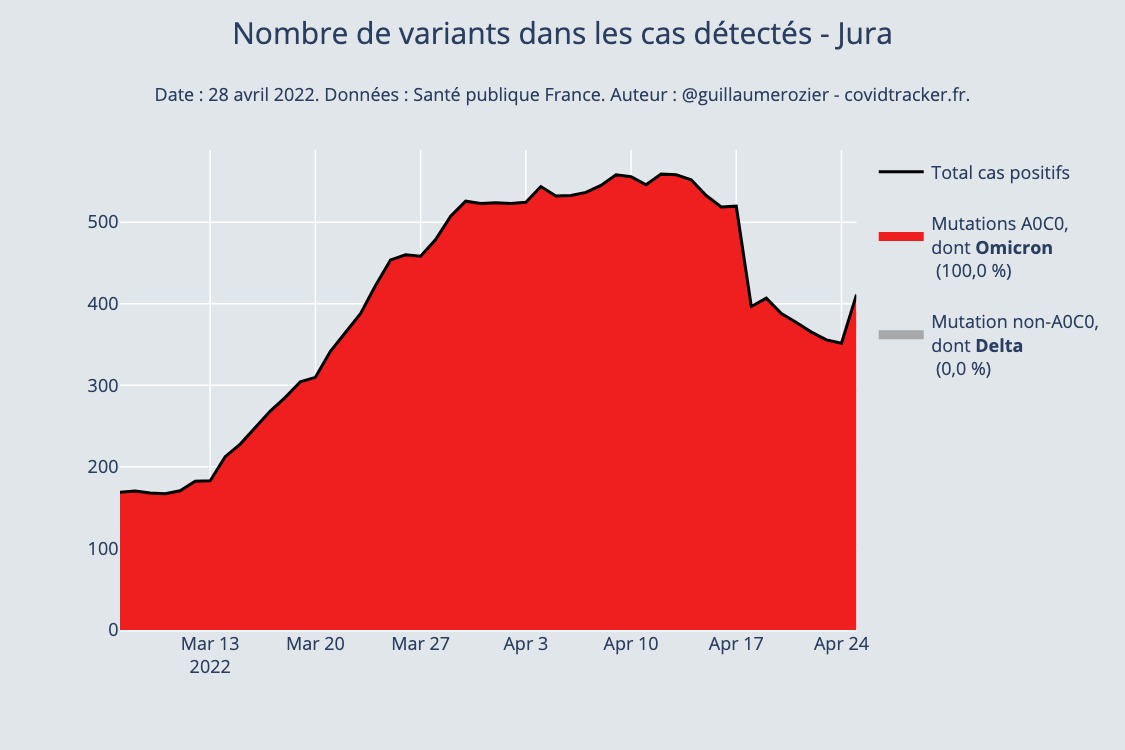 Nombre de variants dans les cas détectés - Jura
Date : 28 avril 2022. Données : Santé publique France. Auteur : @guillaumerozier - covidtracker.fr.
Total cas positifs
Mutations A0C0,
dont Omicron
(100,0 %)
Mutation non-A0C0,
dont Delta
(0,0 %)
500
400
300
200
100
0
Mar 13 Mar 20 Mar 27 Apr 3 Apr 10 Apr 17 Apr 24
2022